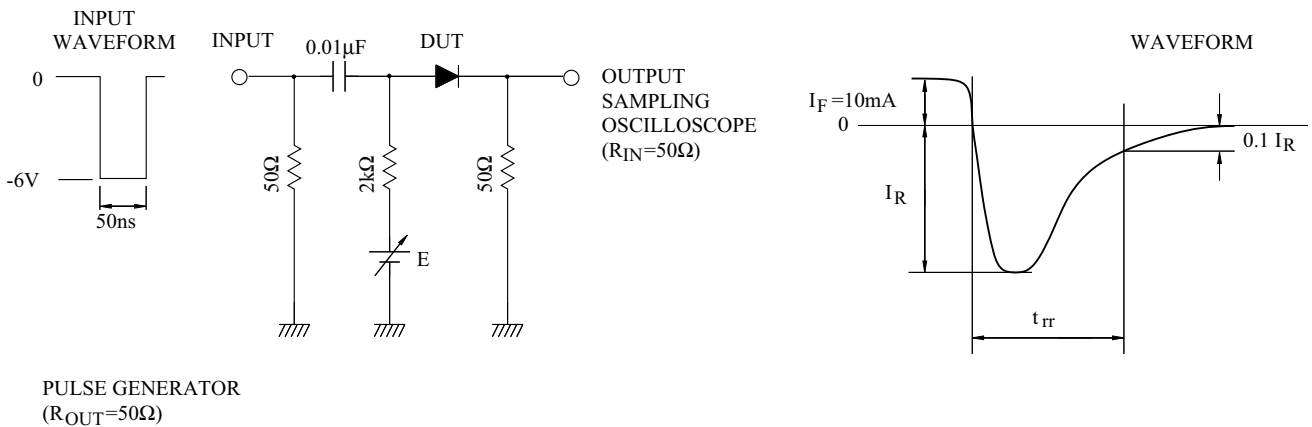 INPUT
WAVEFORM
0
-6V
50ns
INPUT
0.01μF
DUT
50Ω
2kΩ
50Ω
E
OUTPUT
SAMPLING
OSCILLOSCOPE
(RIN=50Ω)
WAVEFORM
IF=10mA
0
IR
0.1 IR
trr
PULSE GENERATOR
(ROUT=50Ω)